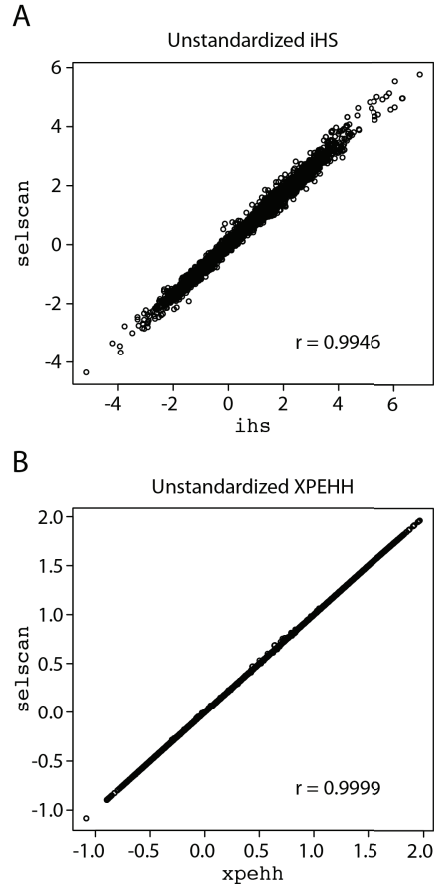 A
Unstandardized iHS
6
4
2
0
-2
-4
selscan
r = 0.9946
-4 -2 0 2 4 6
ihs
B
Unstandardized XPEHH
2.0
1.5
1.0
0.5
0.0
-0.5
-1.0
selscan
r = 0.9999
-1.0 -0.5 0.0 0.5 1.0 1.5 2.0
xpehh